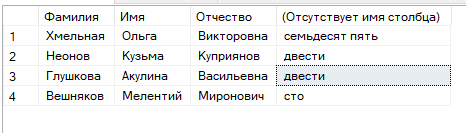 Фамилия Имя Отчество (Отсутствует имя столбца)
1 Хмельная Ольга Викторовна семьдесят пять
2 Неонов Кузьма Куприянов двести
3 Глушкова Акулина Васильевна двести
4 Вешняков Мелентий Миронович сто